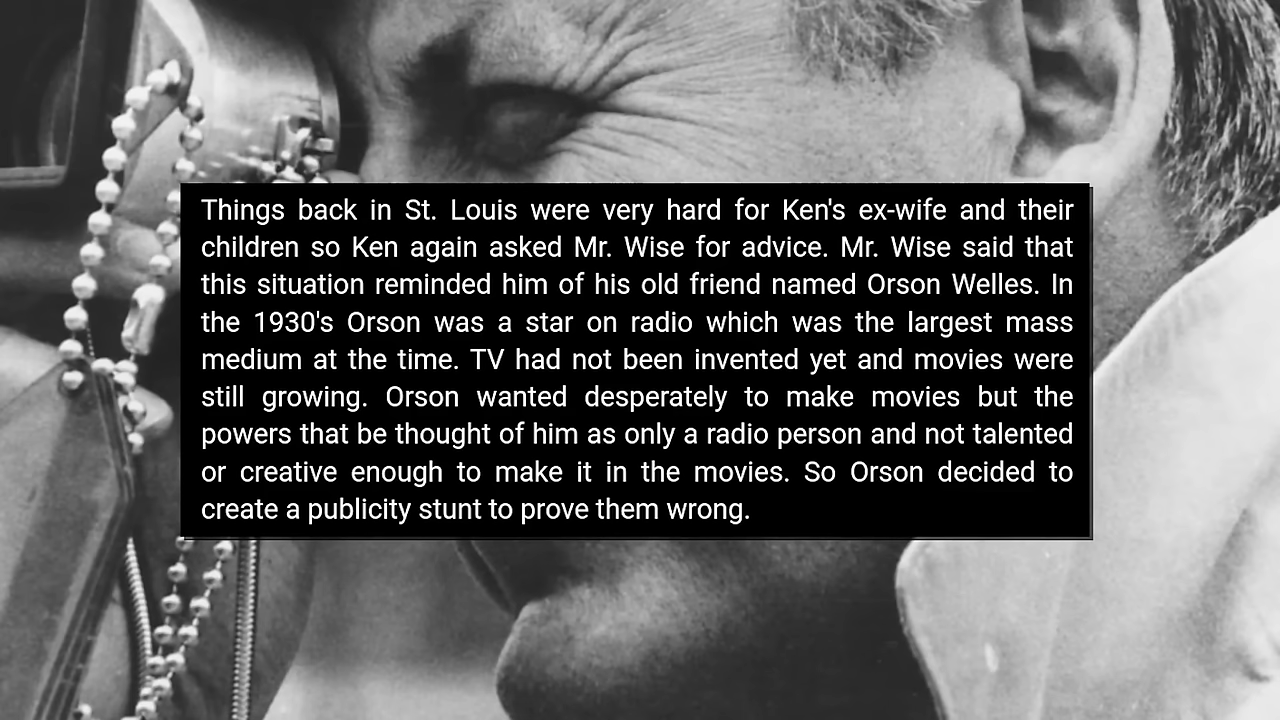 Things back in St. Louis were very hard for Ken's ex-wife and their
children so Ken again asked Mr. Wise for advice. Mr. Wise said that
this situation reminded him of his old friend named Orson Welles. In
the 1930's Orson was a star on radio which was the largest mass
medium at the time. TV had not been invented yet and movies were
still growing. Orson wanted desperately to make movies but the
powers that be thought of him as only a radio person and not talented
or creative enough to make it in the movies. So Orson decided to
create a publicity stunt to prove them wrong.